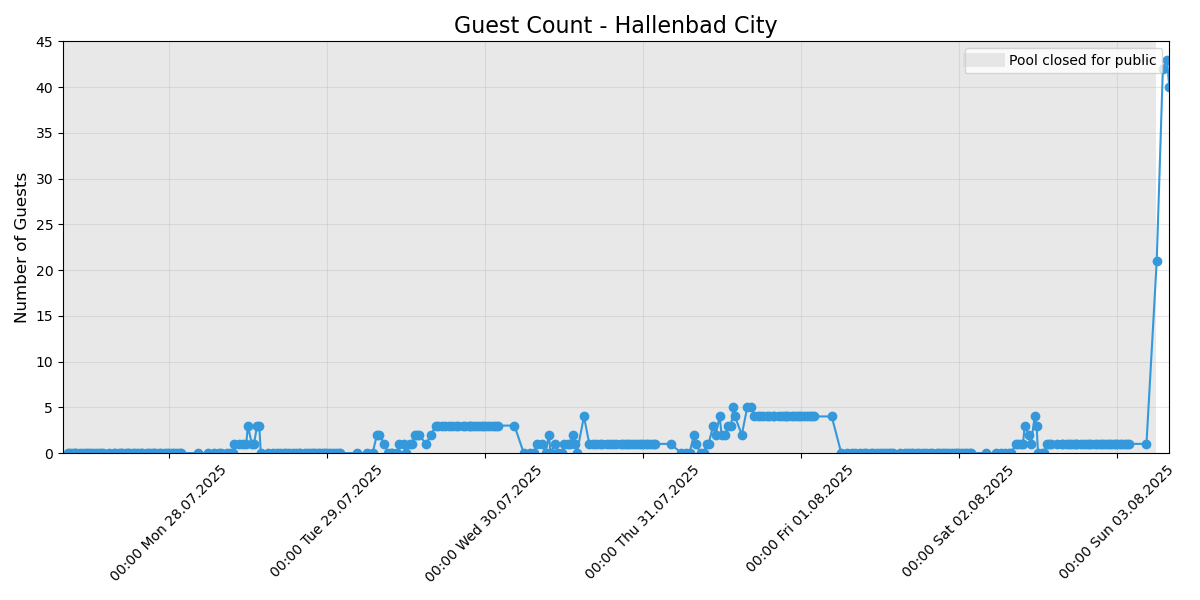 Guest Count - Hallenbad City
Pool closed for public
Number of Guests
45
40
35
30
25
20
15
10
5
0
00:00 Mon 28.07.2025
00:00 Tue 29.07.2025
00:00 Wed 30.07.2025
00:00 Thu 31.07.2025
00:00 Fri 01.08.2025
00:00 Sat 02.08.2025
00:00 Sun 03.08.2025